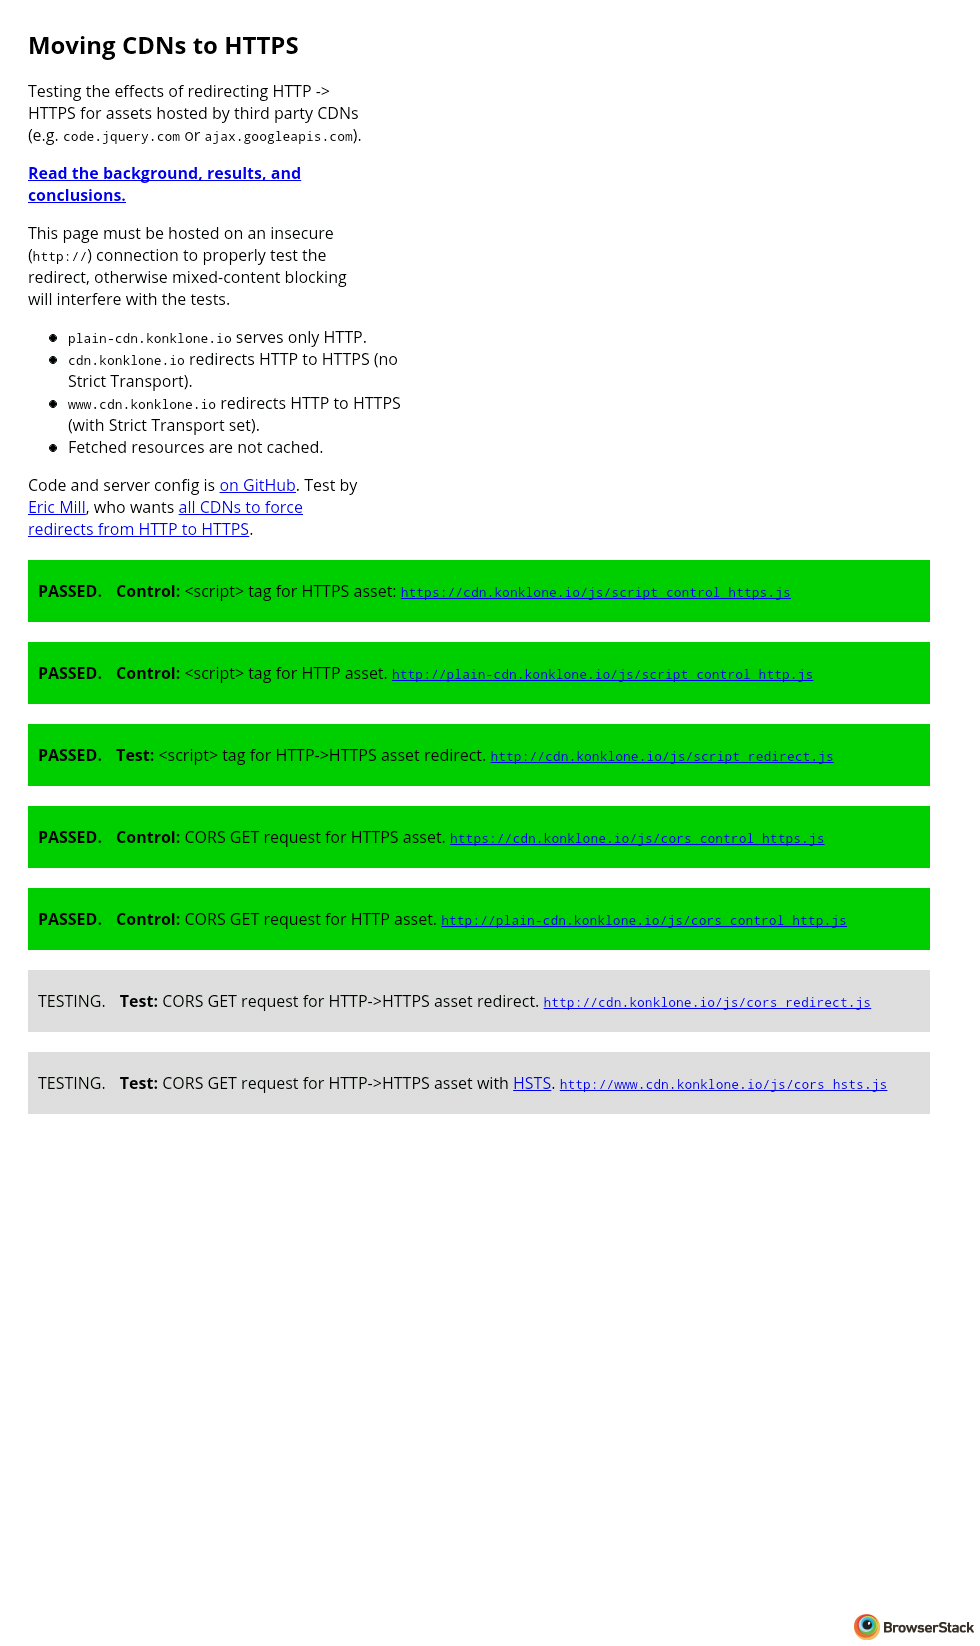 Moving CDNs to HTTPS
Testing the effects of redirecting HTTP ->
HTTPS for assets hosted by third party CDNs
(e.g. code.jquery.com or ajax.googleapis.com).
Read the background, results, and
conclusions.
This page must be hosted on an insecure
(http://) connection to properly test the
redirect, otherwise mixed-content blocking
will interfere with the tests.
plain-cdn.konklone.io serves only HTTP.
cdn.konklone.io redirects HTTP to HTTPS (no
Strict Transport).
www.cdn.konklone.io redirects HTTP to HTTPS
(with Strict Transport set).
Fetched resources are not cached.
Code and server config is on GitHub. Test by
Eric Mill, who wants all CDNs to force
redirects from HTTP to HTTPS.
PASSED. Control: <script> tag for HTTPS asset: https://cdn.konklone.io/js/script_control_https.js
PASSED. Control: <script> tag for HTTP asset. http://plain-cdn.konklone.io/js/script_control_http.js
PASSED. Test: <script> tag for HTTP->HTTPS asset redirect. http://cdn.konklone.io/js/script_redirect.js
PASSED. Control: CORS GET request for HTTPS asset. https://cdn.konklone.io/js/cors_control_https.js
PASSED. Control: CORS GET request for HTTP asset. http://plain-cdn.konklone.io/js/cors_control_http.js
TESTING. Test: CORS GET request for HTTP->HTTPS asset redirect. http://cdn.konklone.io/js/cors_redirect.js
TESTING. Test: CORS GET request for HTTP->HTTPS asset with HSTS. http://www.cdn.konklone.io/js/cors_hsts.js
BrowserStack